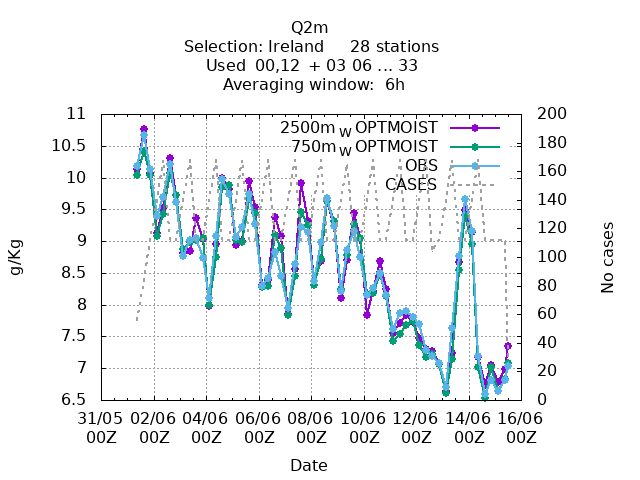 Q2m
Selection: Ireland 28 stations
Used 00,12 + 03 06 ... 33
Averaging window: 6h
2500m_W OPTMOIST
750m_W OPTMOIST
OBS
CASES
11
10.5
10
9.5
9
8.5
8
7.5
7
6.5
g/Kg
200
180
160
140
120
100
80
60
40
20
0
No cases
31/05 02/06 04/06 06/06 08/06 10/06 12/06 14/06 16/06
00Z 00Z 00Z 00Z 00Z 00Z 00Z 00Z 00Z
Date